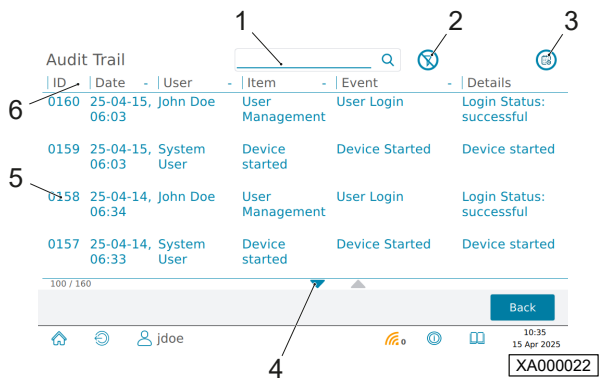 1
2
3
Audit Trail
ID - Date - User - Item - Event - Details
6
0160 25-04-15, John Doe User User Login Login Status:
06:03 Management successful
0159 25-04-15, System Device Device Started Device started
06:03 User started
5
0158 25-04-14, John Doe User User Login Login Status:
06:34 Management successful
0157 25-04-14, System Device Device Started Device started
06:33 User started
100 / 160
Back
jdoe 0 10:35
15 Apr 2025
4
XA000022